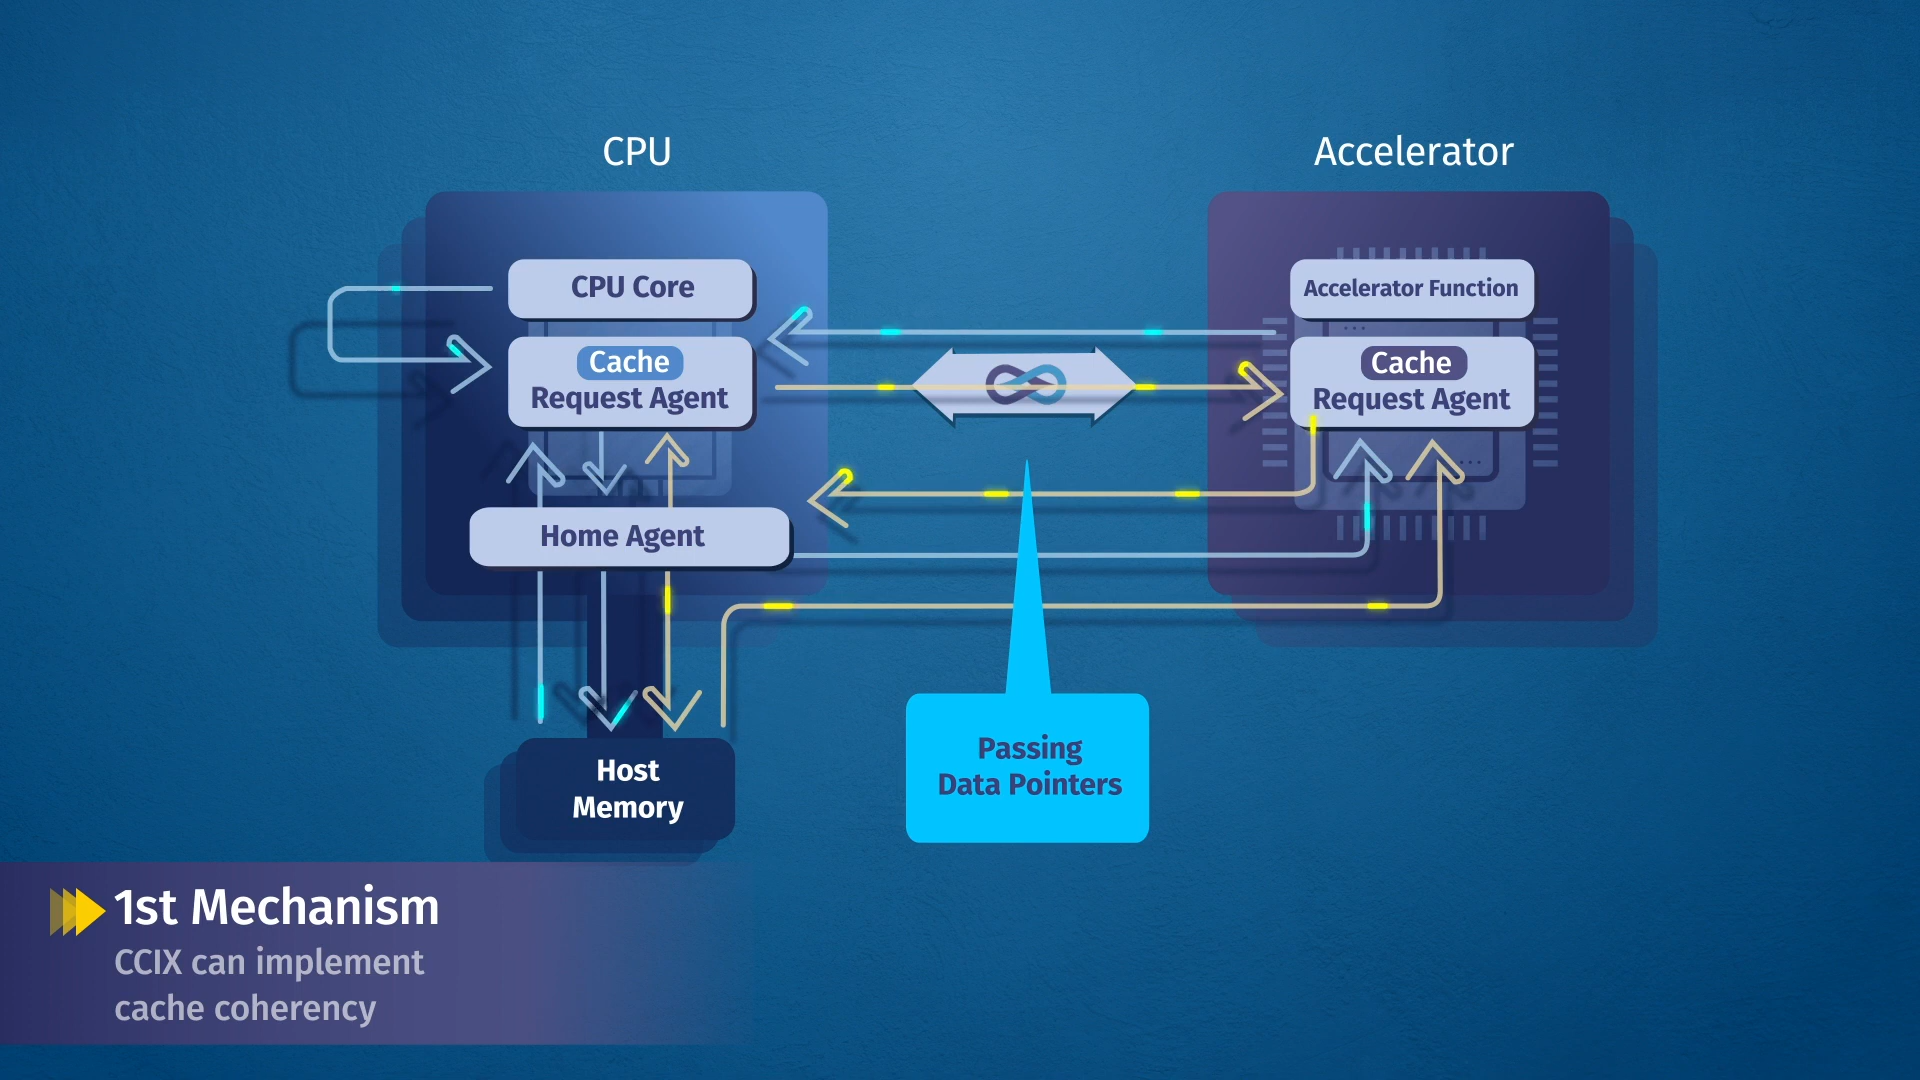 CPU
Accelerator
CPU Core
Cache
Request Agent
Home Agent
Host
Memory
Accelerator Function
Cache
Request Agent
Passing
Data Pointers
1st Mechanism
CCIX can implement
cache coherency